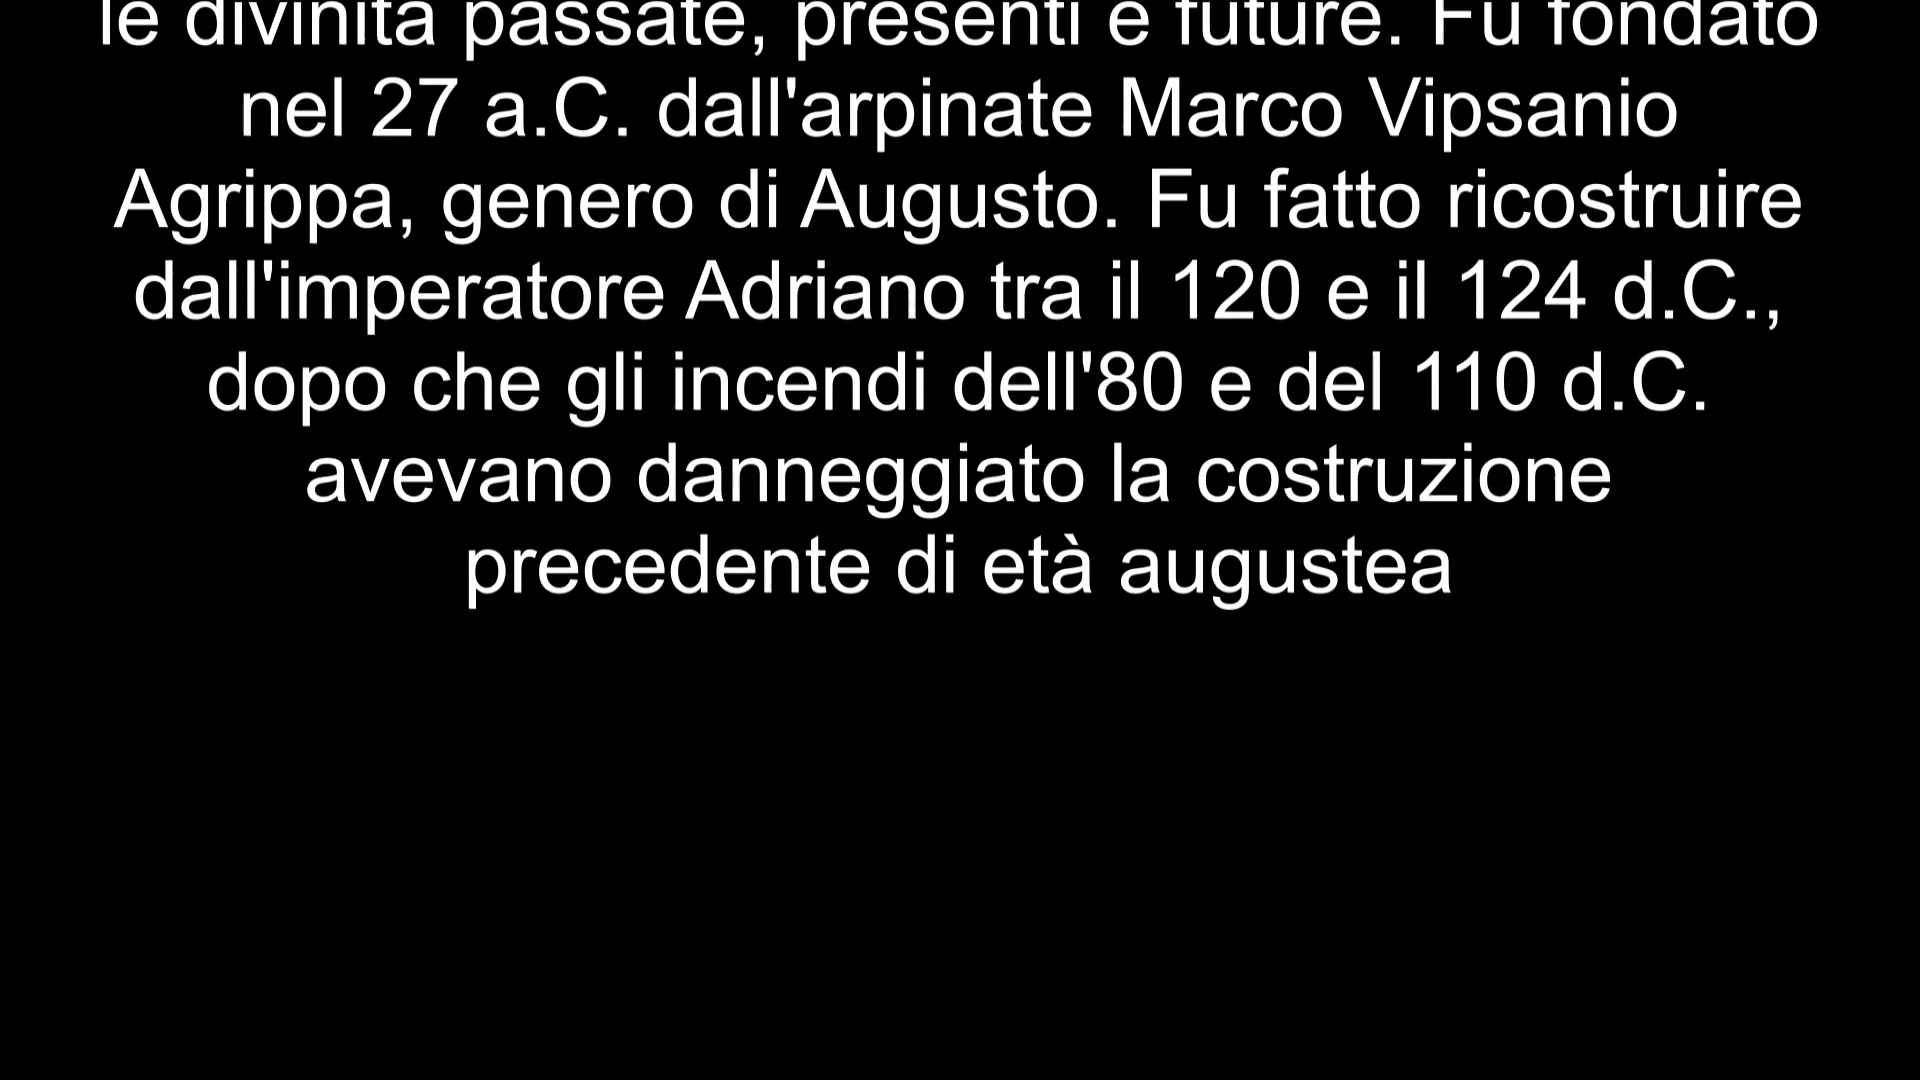 le divinità passate, presenti e future. Fu fondato
nel 27 a.C. dall'arpinate Marco Vipsanio
Agrippa, genero di Augusto. Fu fatto ricostruire
dall'imperatore Adriano tra il 120 e il 124 d.C.,
dopo che gli incendi dell'80 e del 110 d.C.
avevano danneggiato la costruzione
precedente di età augustea